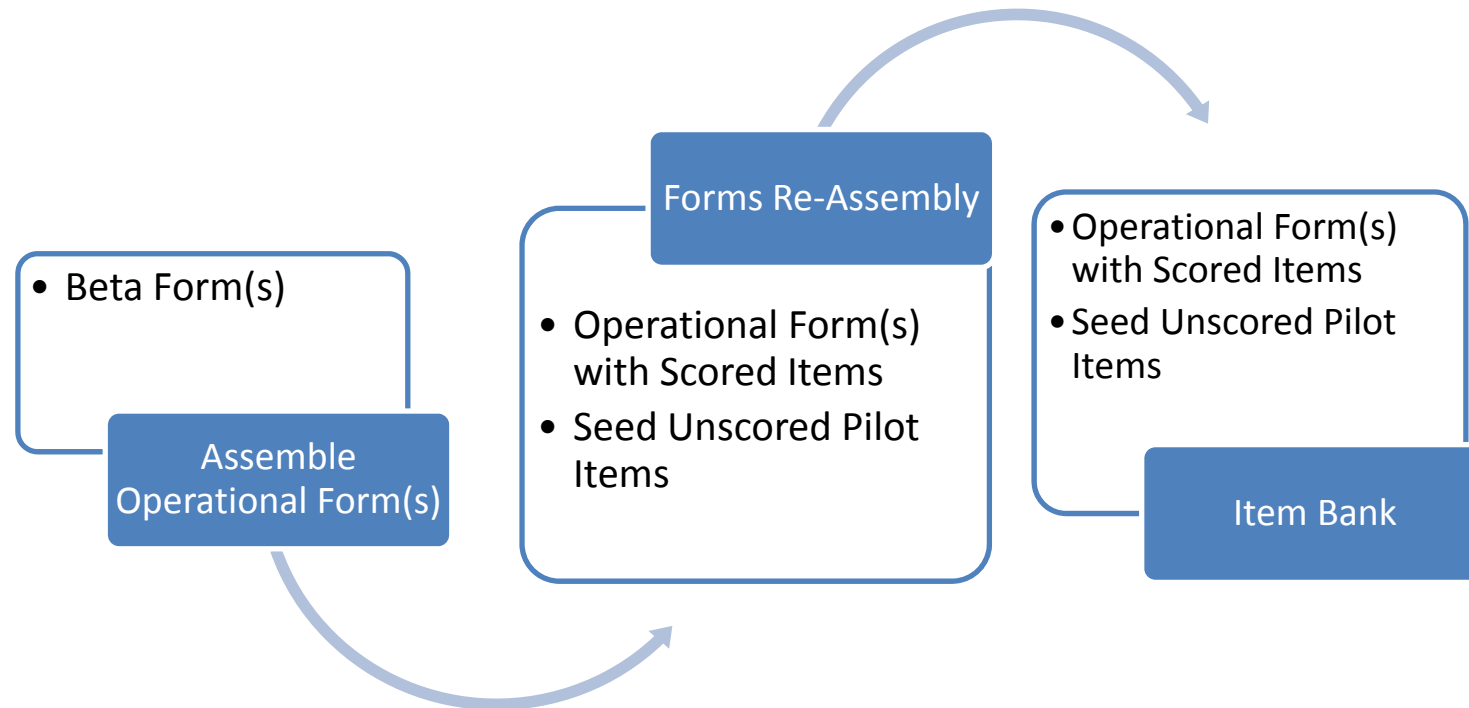 • Beta Form(s)
Assemble
Operational Form(s)
Forms Re-Assembly
• Operational Form(s)
with Scored Items
• Seed Unscored Pilot
Items
•Operational Form(s)
with Scored Items
•Seed Unscored Pilot
Items
Item Bank